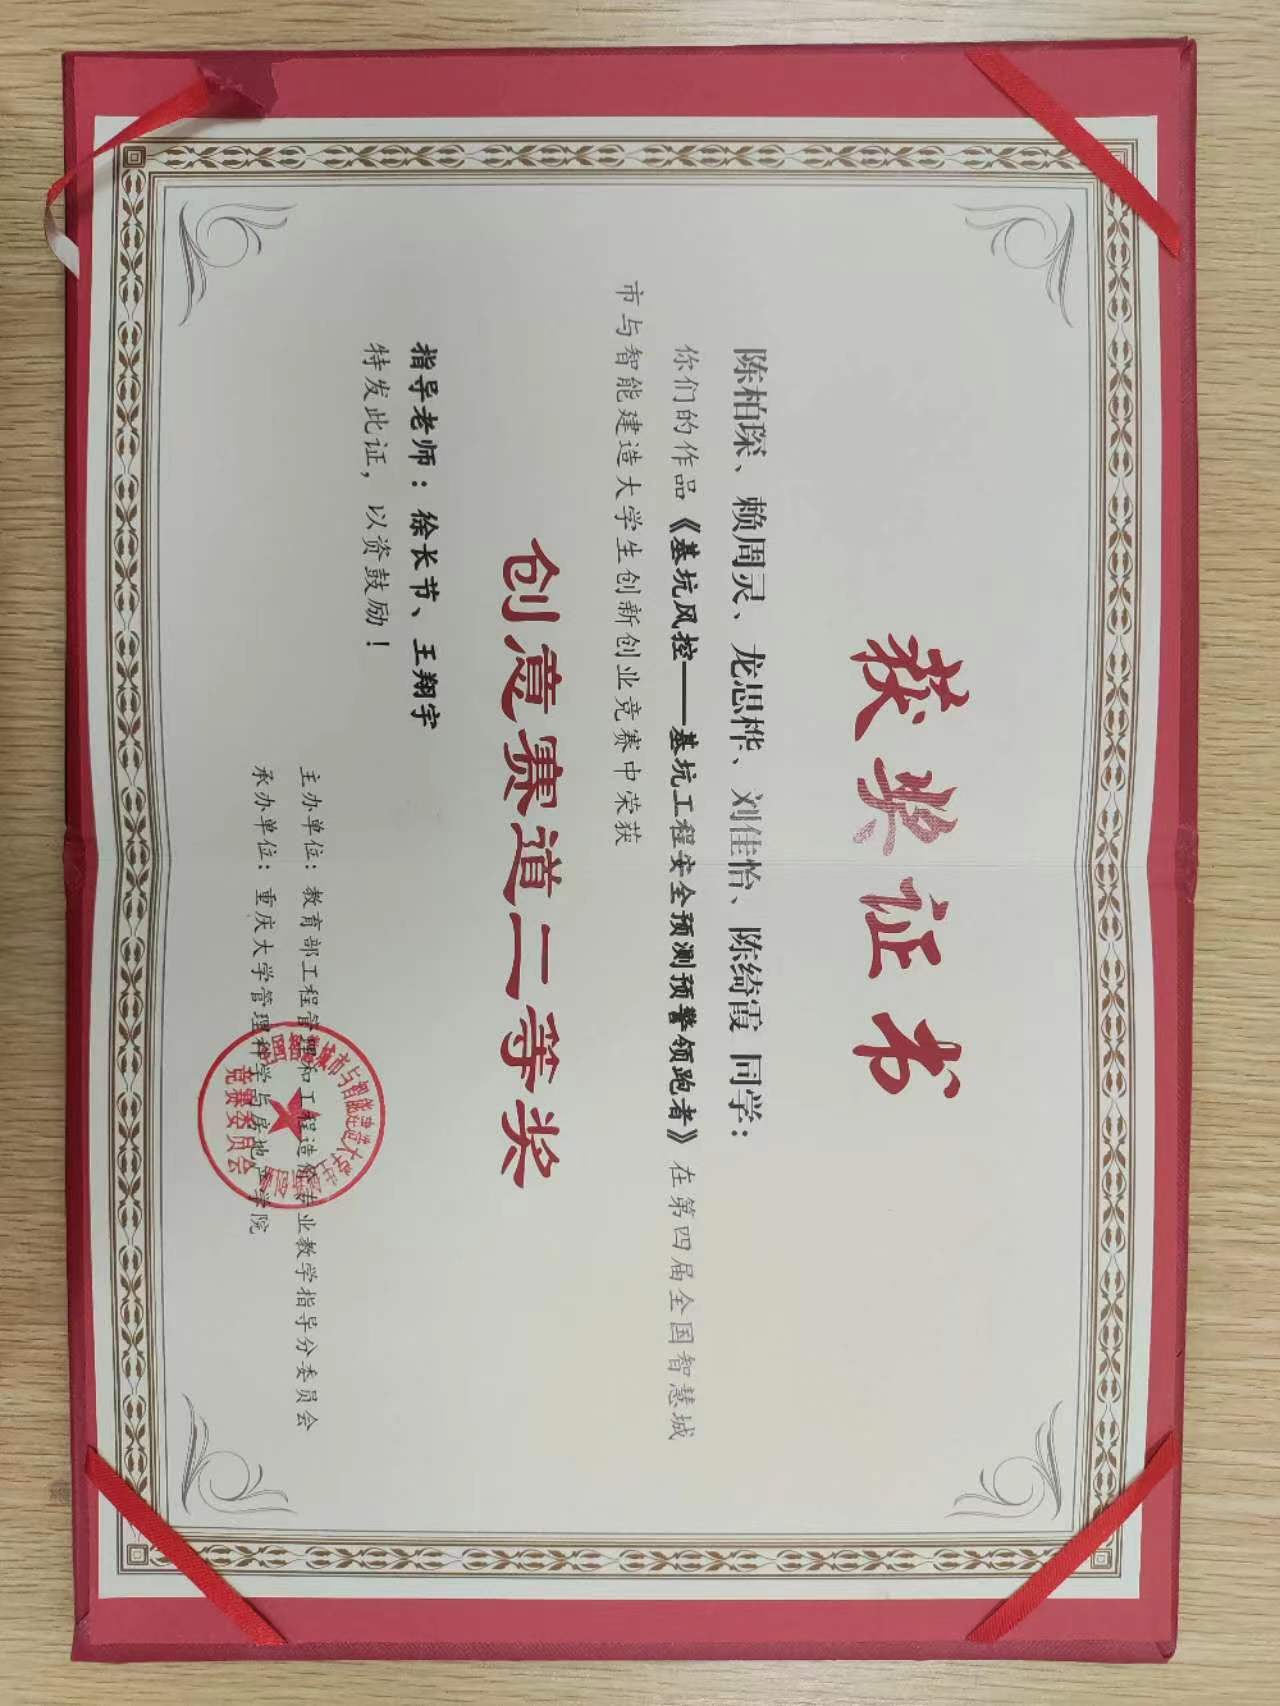 获奖证书
陈柏琛、赖周灵、龙思桦、刘佳怡、陈绮霞 同学：
你们的作品《基坑风控——基坑工程安全预测预警领跑者》在第四届全国智慧城
市与智能建造大学生创新创业竞赛中荣获
创意赛道二等奖
指导老师：徐长节、王翔宇
特发此证，以资鼓励！
主办单位：教育部工程管理和工程造价专业教学指导分委员会
承办单位：重庆大学管理科学与房地产学院
全国智慧城市与智能建造大学生创新创业
竞赛委员会